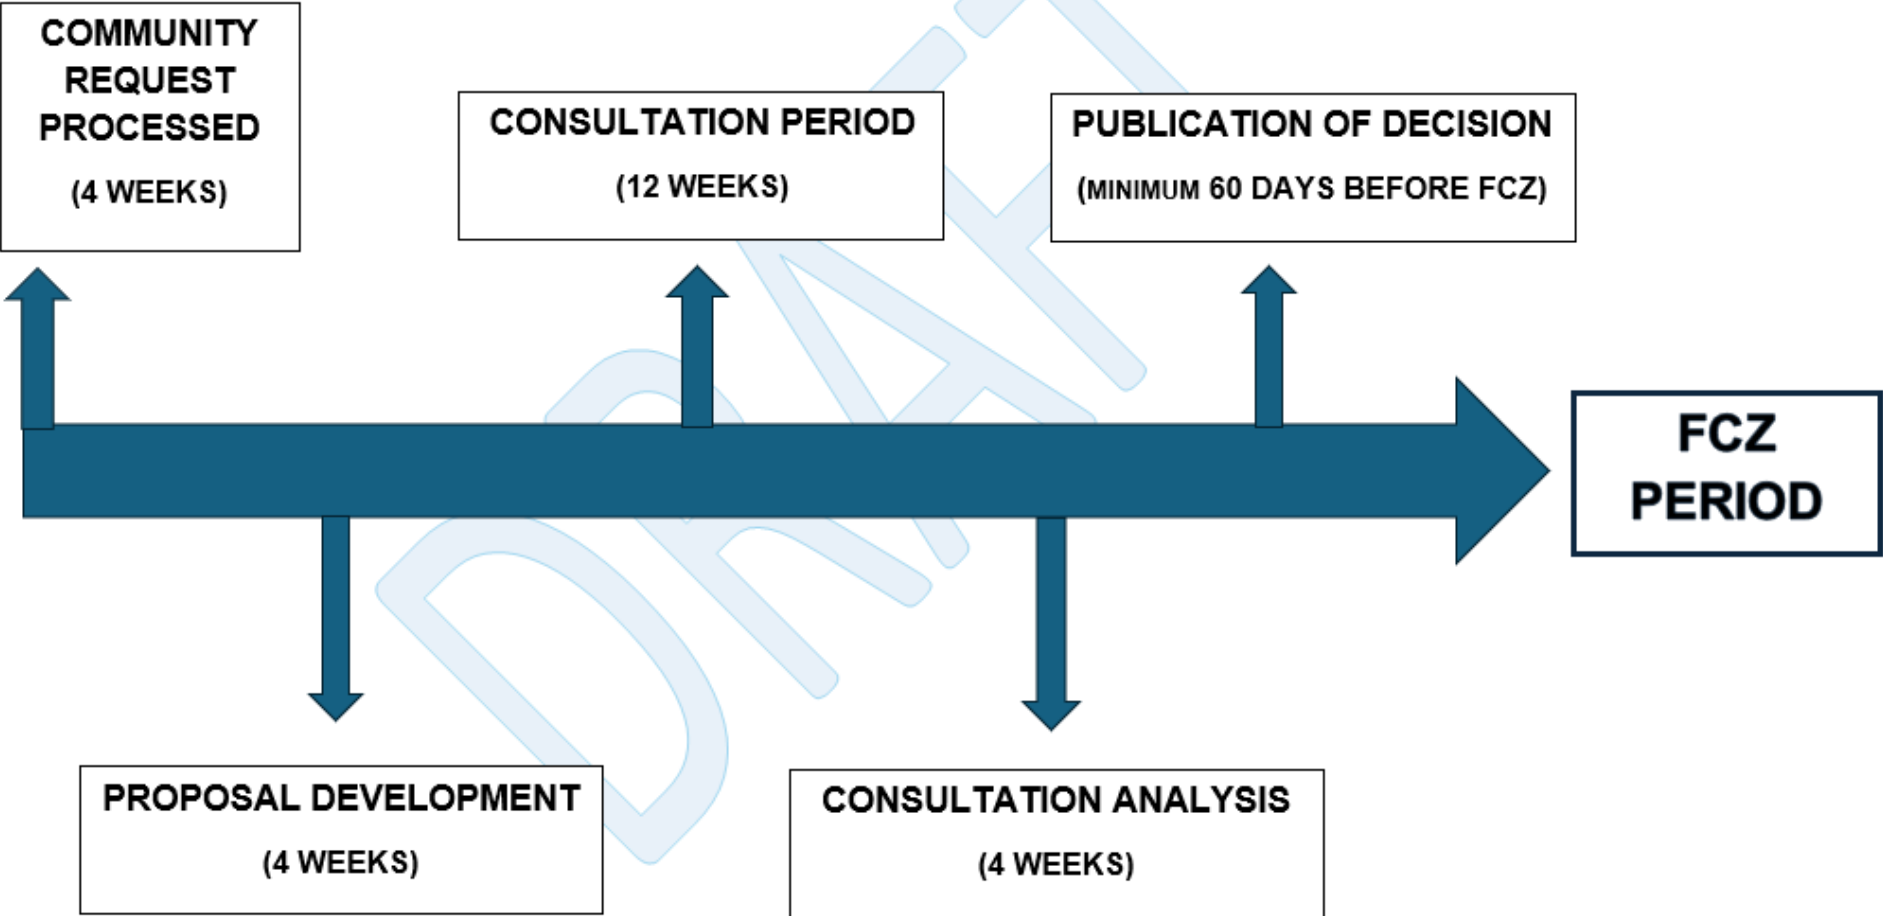 COMMUNITY
REQUEST
PROCESSED
(4 WEEKS)
CONSULTATION PERIOD
(12 WEEKS)
PUBLICATION OF DECISION
(MINIMUM 60 DAYS BEFORE FCZ)
FCZ
PERIOD
PROPOSAL DEVELOPMENT
(4 WEEKS)
CONSULTATION ANALYSIS
(4 WEEKS)
DRAFT